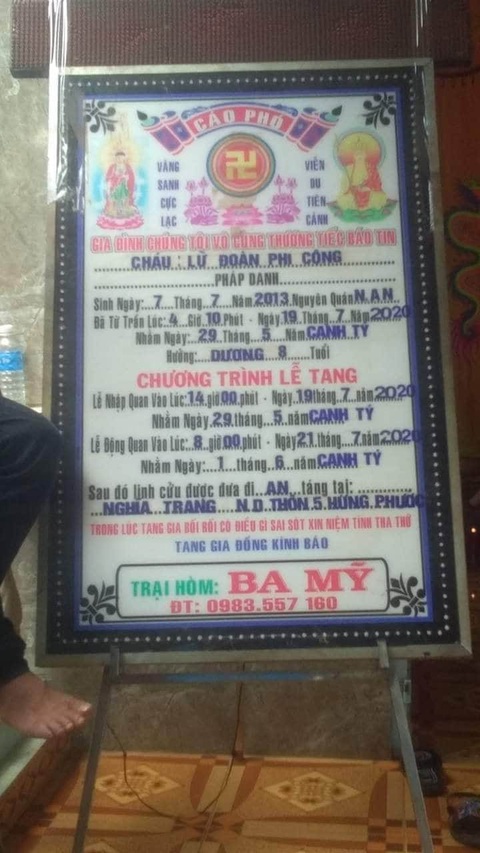 CÁO PHÓ
VÃNG SANH CỰC LẠC
VIỄN DU TIÊN CẢNH
GIA ĐÌNH CHÚNG TÔI VÔ CÙNG THƯƠNG TIẾC BÁO TIN
CHÁU : LỮ ĐOÀN PHI CÔNG
PHÁP DANH
Sinh Ngày: 7 Tháng 7 Năm 2013 Nguyên Quán N.A.N
Đã Từ Trần Lúc: 4 Giờ 10 Phút - Ngày 19 Tháng 7 Năm 2020
Nhằm Ngày: 29 Tháng 5 Năm CANH TÝ
Hưởng: DƯƠNG 8 Tuổi
CHƯƠNG TRÌNH LỄ TANG
Lễ Nhập Quan Vào Lúc: 14 giờ 00 phút - Ngày 19 tháng 7 năm 2020
Nhằm Ngày 29 tháng 5 năm CANH TÝ
Lễ Động Quan Vào Lúc: 8 giờ 00 phút - Ngày 21 tháng 7 năm 2020
Nhằm Ngày: 1 tháng 6 năm CANH TÝ
Sau đó linh cữu được đưa đi AN táng tại:
NGHĨA TRANG N.D. THÔN 5. HƯNG PHƯỚC
TRONG LÚC TANG GIA BỐI RỐI CÓ ĐIỀU GÌ SAI SÓT XIN NIỆM TÌNH THA THỨ
TANG GIA ĐỒNG KÍNH BÁO
TRẠI HÒM: BA MỸ
ĐT: 0983.557 160